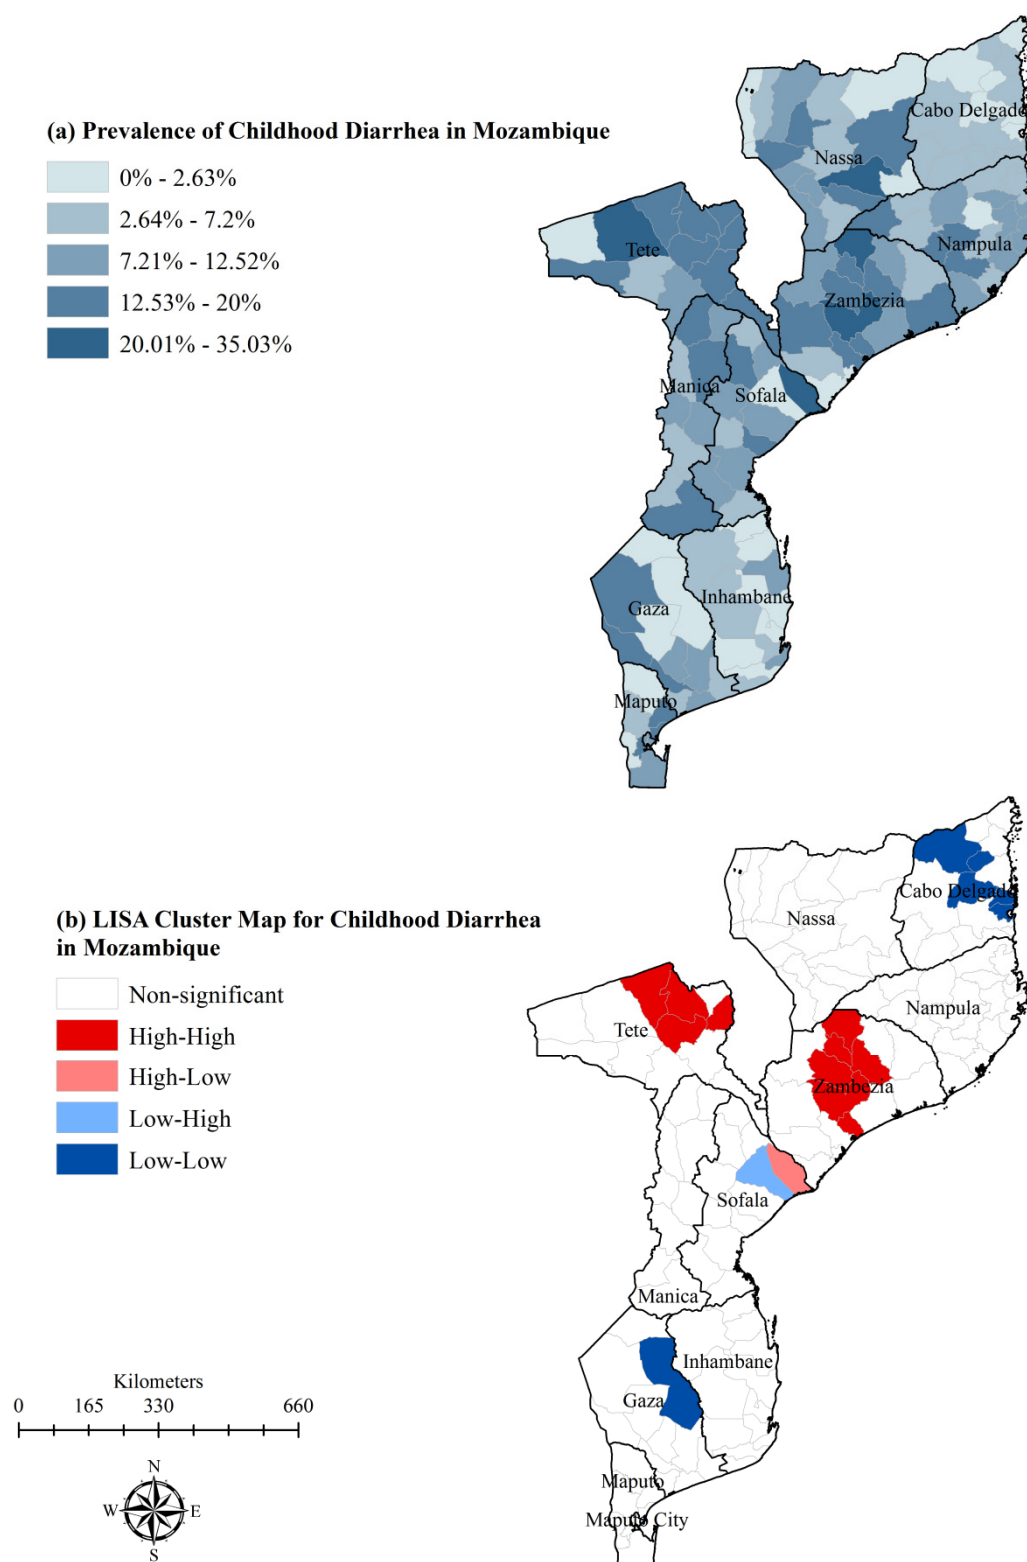 (a) Prevalence of Childhood Diarrhea in Mozambique
0% - 2.63%
2.64% - 7.2%
7.21% - 12.52%
12.53% - 20%
20.01% - 35.03%
Cabo Delgado
Nassa
Nampula
Tete
Zambezia
Manica
Sofala
Inhambane
Gaza
Maputo
(b) LISA Cluster Map for Childhood Diarrhea
in Mozambique
Non-significant
High-High
High-Low
Low-High
Low-Low
Cabo Delgado
Nassa
Nampula
Tete
Zambezia
Sofala
Manica
Inhambane
Gaza
Maputo
Maputo City
Kilometers
0 165 330 660
N
W E
S